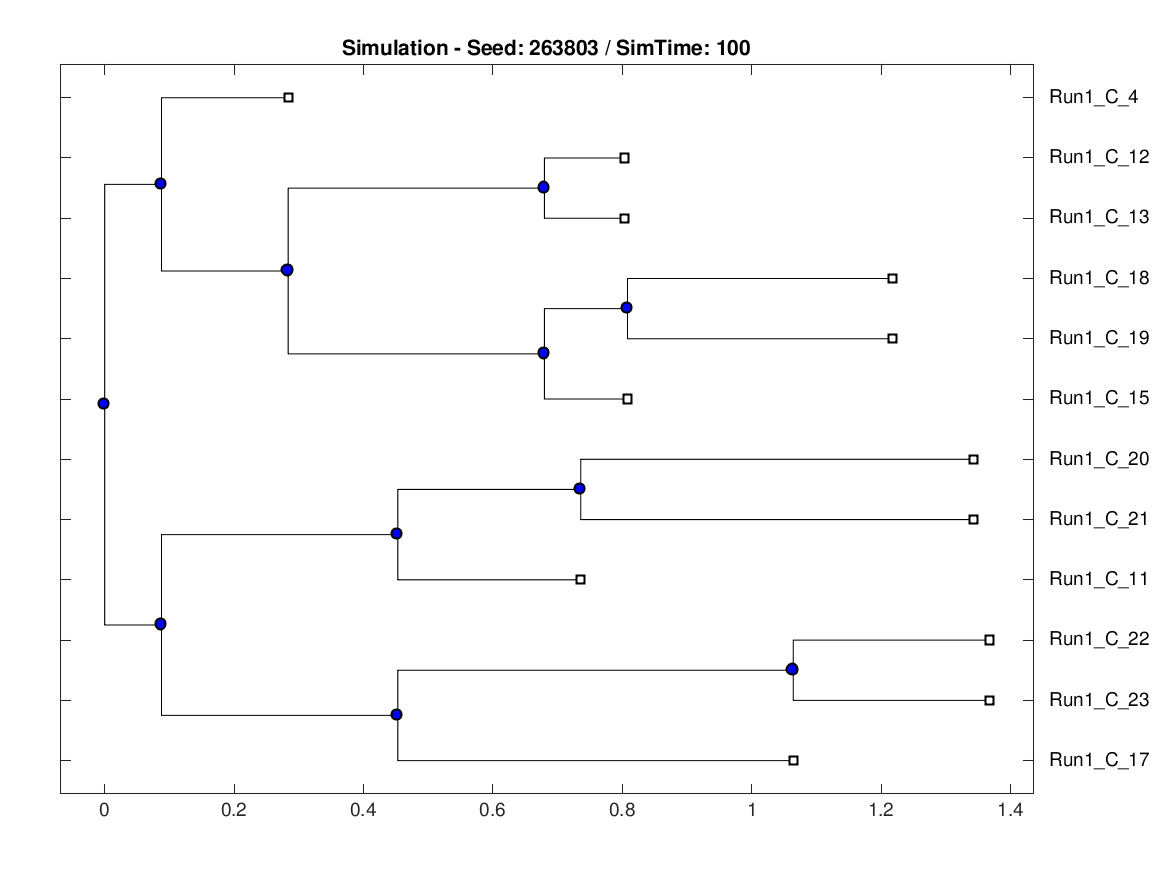 Simulation - Seed: 263803 / SimTime: 100
Run1_C_4
Run1_C_12
Run1_C_13
Run1_C_18
Run1_C_19
Run1_C_15
Run1_C_20
Run1_C_21
Run1_C_11
Run1_C_22
Run1_C_23
Run1_C_17
0 0.2 0.4 0.6 0.8 1 1.2 1.4